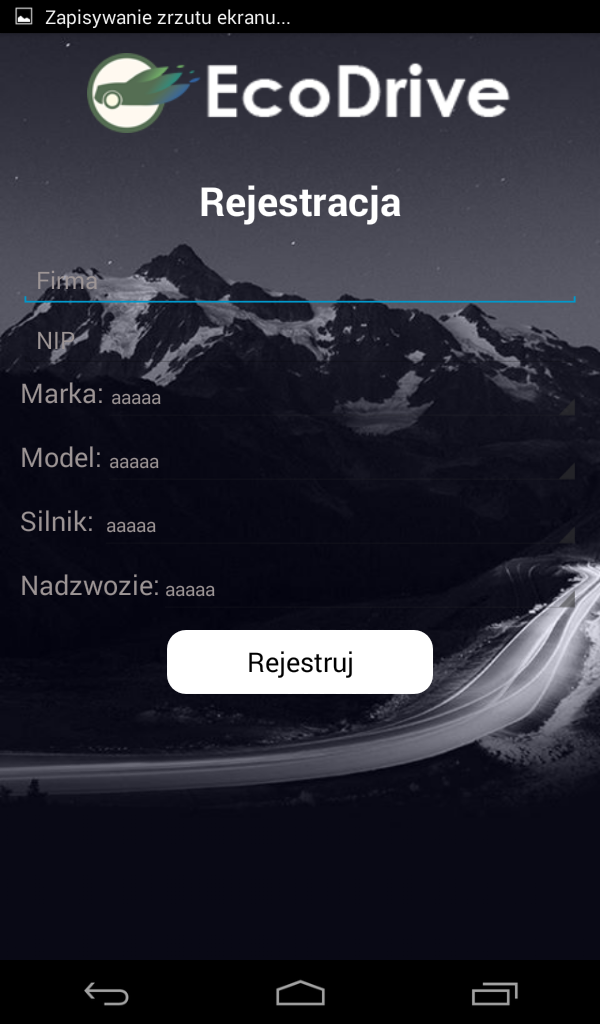 Zapisywanie zrzutu ekranu...
EcoDrive
Rejestracja
Firma
NIP
Marka: aaaaa
Model: aaaaa
Silnik: aaaaa
Nadzwozie: aaaaa
Rejestruj